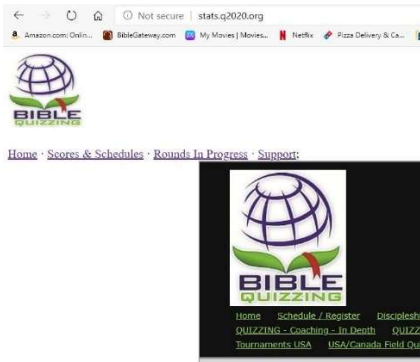 Not secure | stats.q2020.org
Amazon.com: Onlin... BibleGateway.com My Movies | Movies... Netflix Pizza Delivery & Ca...
BIBLE
QUIZZING
Home · Scores & Schedules · Rounds In Progress · Support:
BIBLE
QUIZZING
Home Schedule / Register Disciplesh
QUIZZING - Coaching - In Depth QUIZZ
Tournaments USA USA/Canada Field Qui